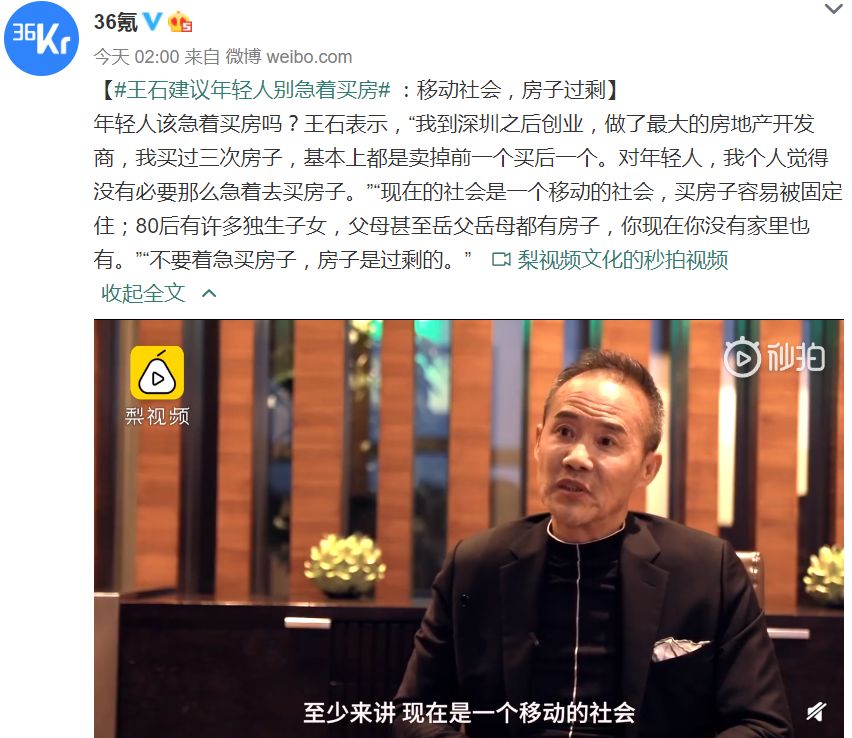 36Kr
36氪
今天 02:00 来自 微博 weibo.com
【#王石建议年轻人别急着买房# ：移动社会，房子过剩】
年轻人该急着买房吗？王石表示，“我到深圳之后创业，做了最大的房地产开发
商，我买过三次房子，基本上都是卖掉前一个买后一个。对年轻人，我个人觉得
没有必要那么急着去买房子。”“现在的社会是一个移动的社会，买房子容易被固定
住；80后有许多独生子女，父母甚至岳父岳母都有房子，你现在你没有家里也
有。”“不要着急买房子，房子是过剩的。” 梨视频文化的秒拍视频
收起全文
秒拍
梨视频
至少来讲 现在是一个移动的社会